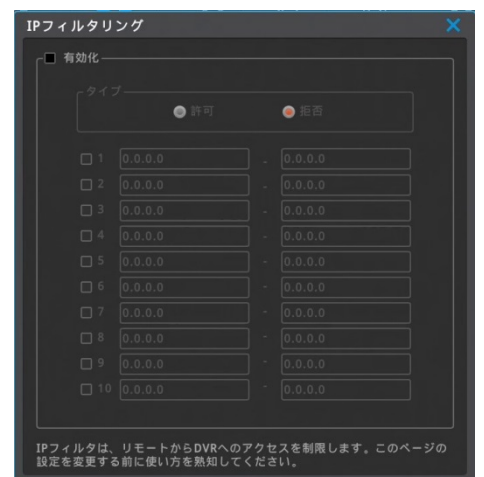 IPフィルタリング
有効化
タイプ
許可 拒否
1 0.0.0.0 - 0.0.0.0
2 0.0.0.0 - 0.0.0.0
3 0.0.0.0 - 0.0.0.0
4 0.0.0.0 - 0.0.0.0
5 0.0.0.0 - 0.0.0.0
6 0.0.0.0 - 0.0.0.0
7 0.0.0.0 - 0.0.0.0
8 0.0.0.0 - 0.0.0.0
9 0.0.0.0 - 0.0.0.0
10 0.0.0.0 - 0.0.0.0
IPフィルタは、リモートからDVRへのアクセスを制限します。このページの
設定を変更する前に使い方を熟知してください。